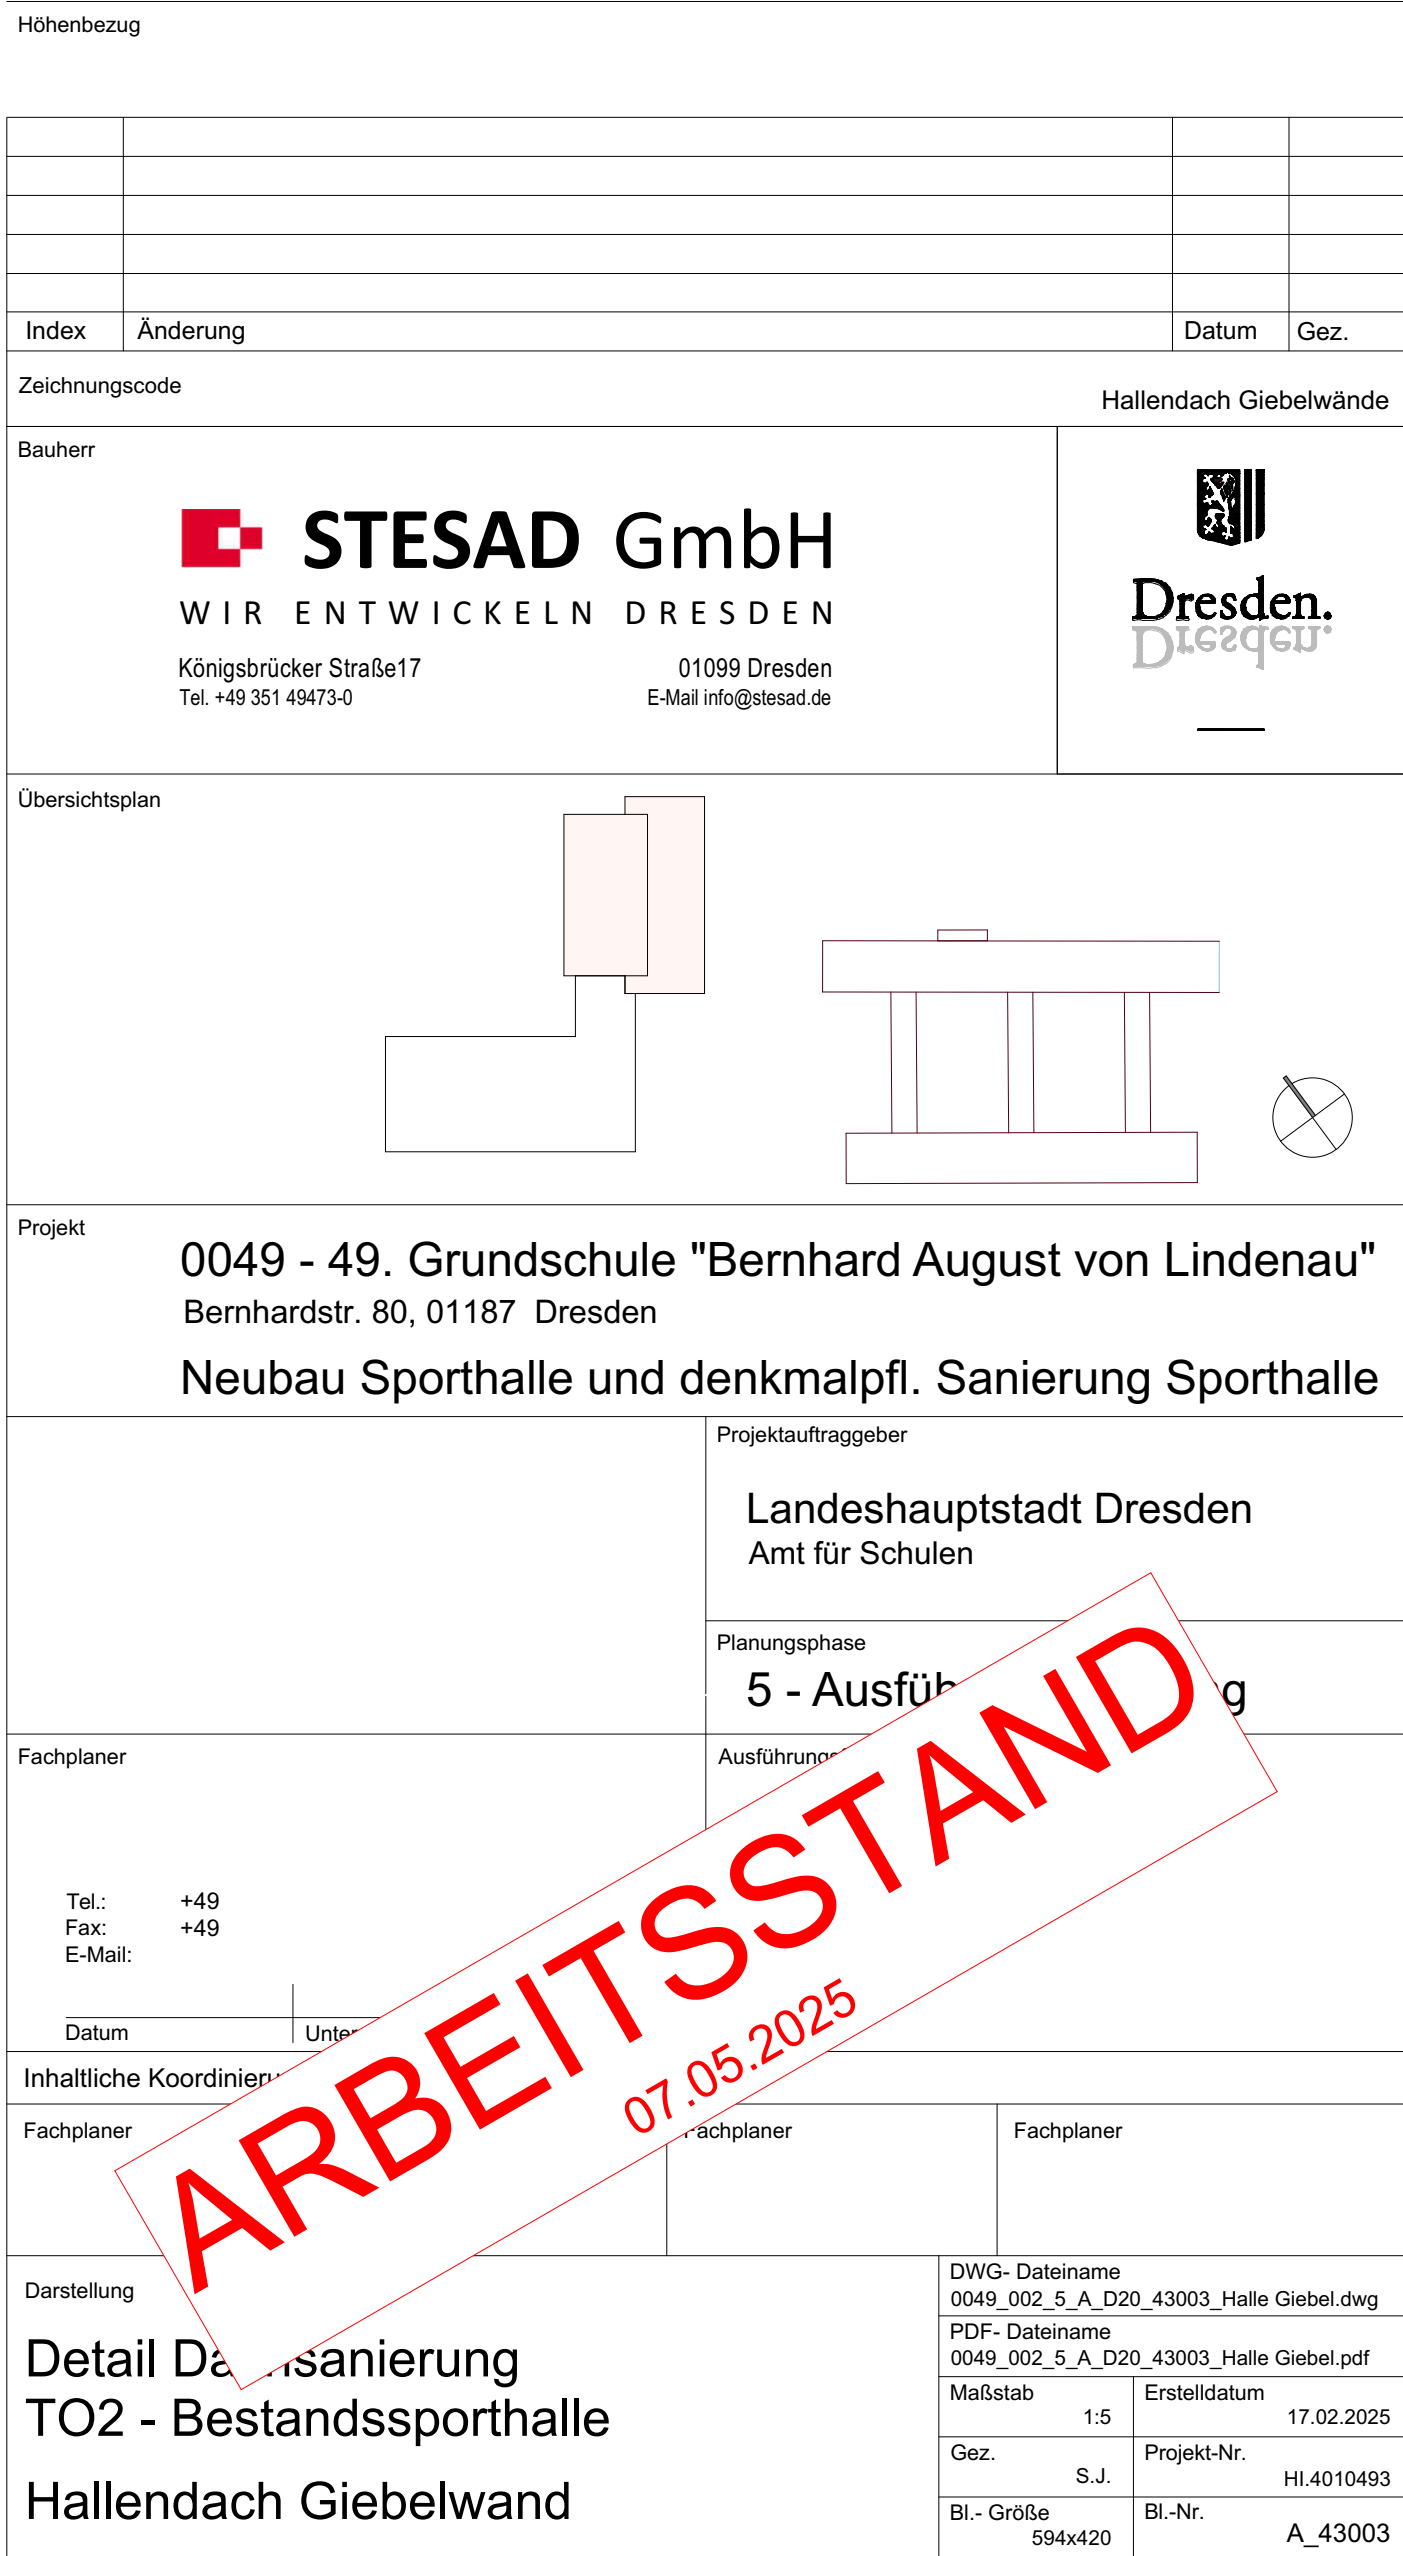 Höhenbezug
Index Änderung Datum Gez.
Zeichnungscode
Hallendach Giebelwände
Bauherr
STESAD GmbH
WIR ENTWICKELN DRESDEN
Königsbrücker Straße17 01099 Dresden
Tel. +49 351 49473-0 E-Mail info@stesad.de
Dresden.
Übersichtsplan
Projekt
0049 - 49. Grundschule "Bernhard August von Lindenau"
Bernhardstr. 80, 01187 Dresden
Neubau Sporthalle und denkmalpfl. Sanierung Sporthalle
Projektauftraggeber
Landeshauptstadt Dresden
Amt für Schulen
Planungsphase
5 -
Fachplaner
Tel.: +49
Fax: +49
E-Mail:
Datum
ARBEITSSTAND
07.05.2025
Inhaltliche
Fachplaner Fachplaner Fachplaner
Darstellung
Detail
TO2 - Bestandssporthalle
Hallendach Giebelwand
DWG- Dateiname
0049_002_5_A_D20_43003_Halle Giebel.dwg
PDF- Dateiname
0049_002_5_A_D20_43003_Halle Giebel.pdf
Maßstab Erstelldatum
1:5 17.02.2025
Gez. Projekt-Nr.
S.J. HI.4010493
Bl.- Größe Bl.-Nr.
594x420 A_43003